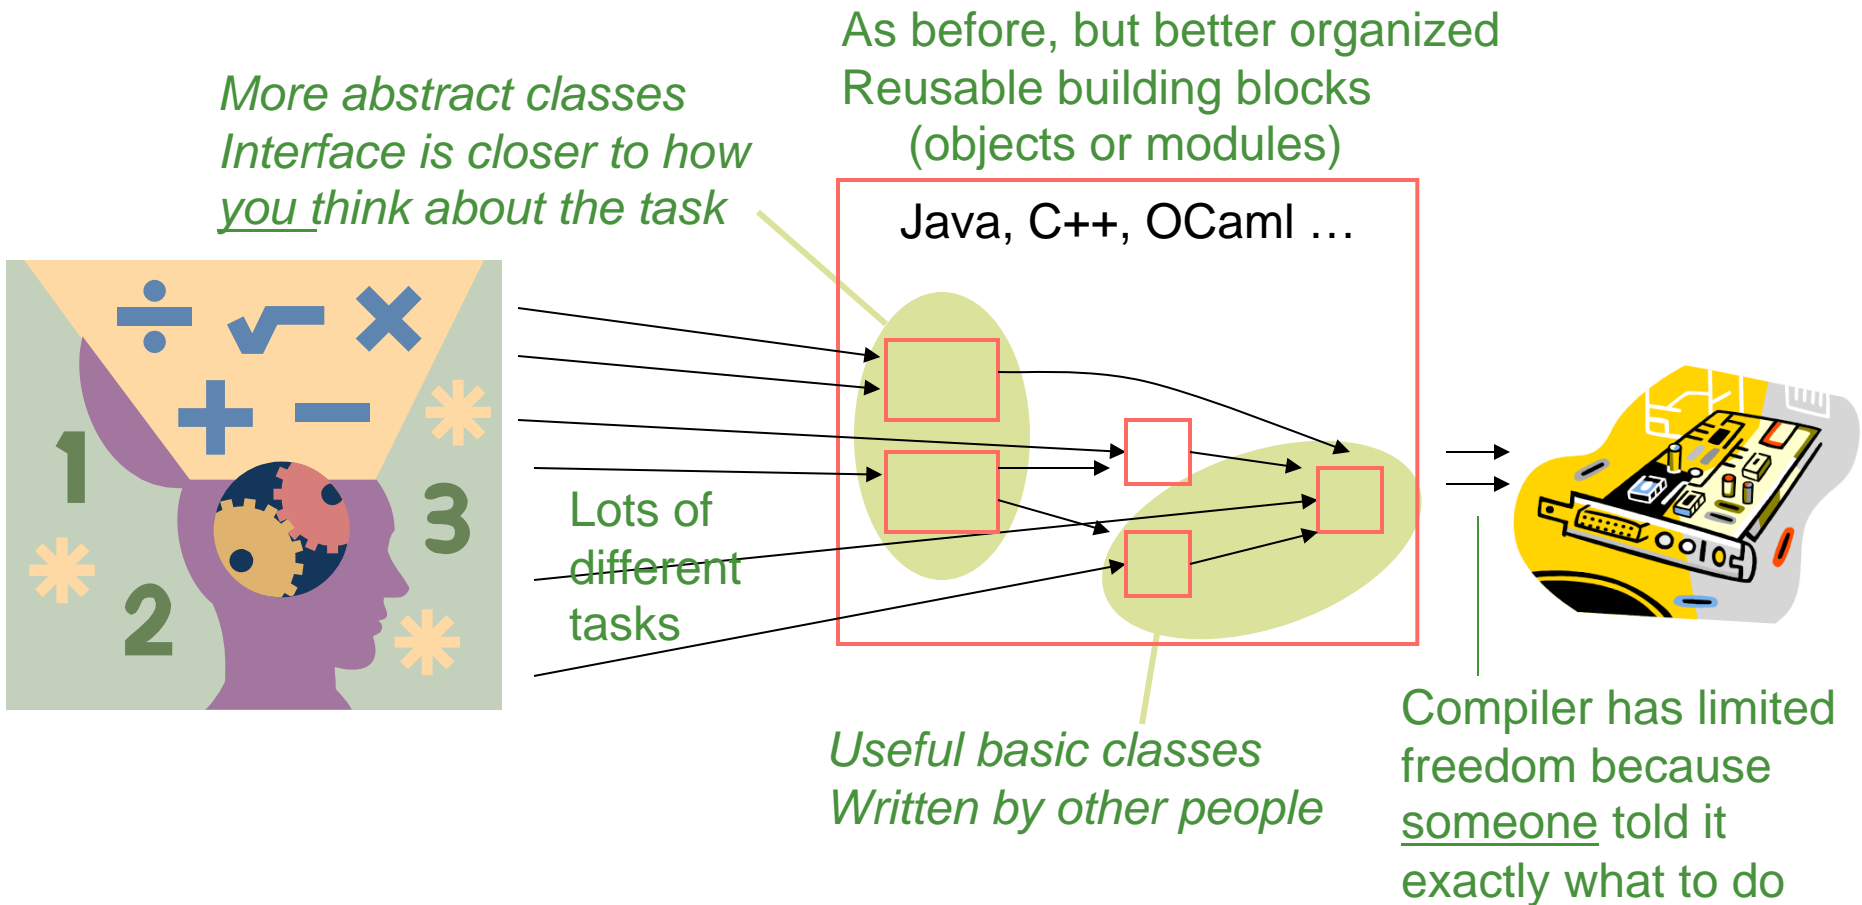 As before, but better organized
Reusable building blocks
(objects or modules)
More abstract classes
Interface is closer to how
you think about the task
Java, C++, OCaml …
1
2
3
Lots of
different
tasks
Useful basic classes
Written by other people
Compiler has limited
freedom because
someone told it
exactly what to do